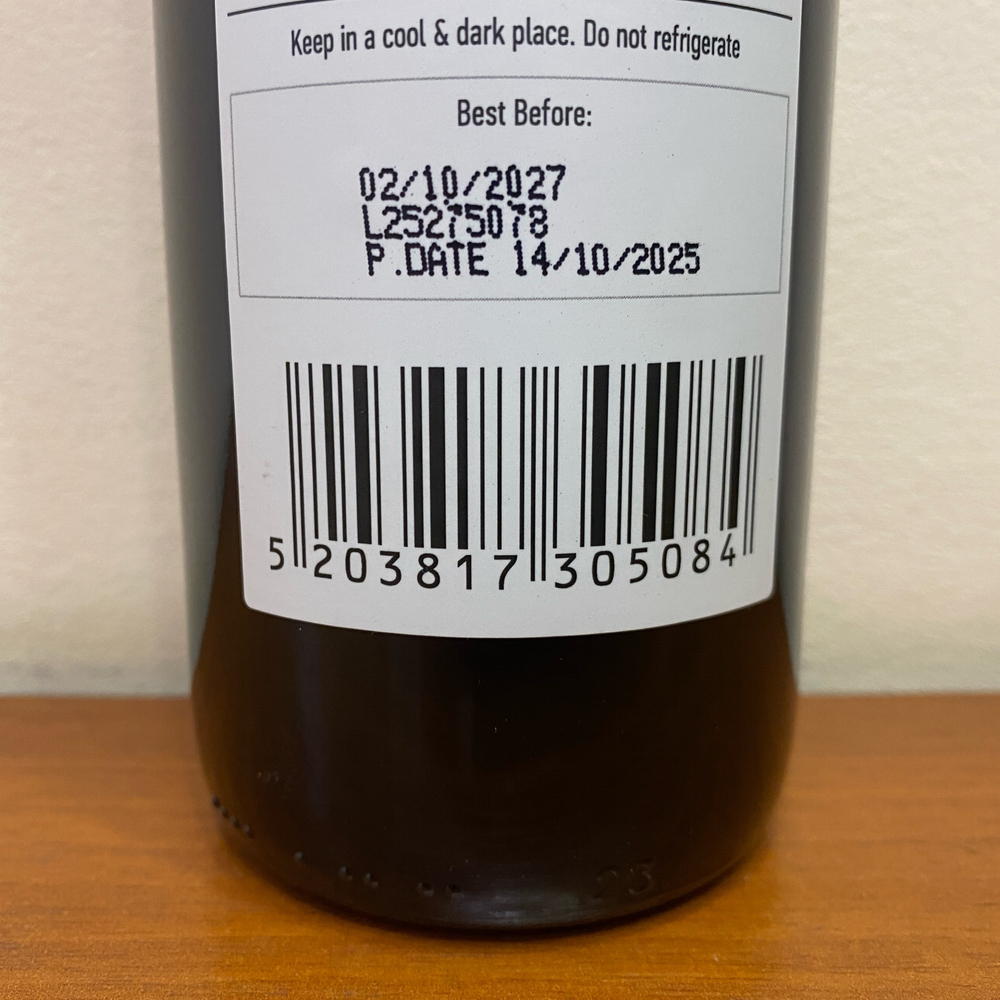 Keep in a cool & dark place. Do not refrigerate
Best Before:
02/10/2027
L25275078
P.DATE 14/10/2025
5 203817 305084